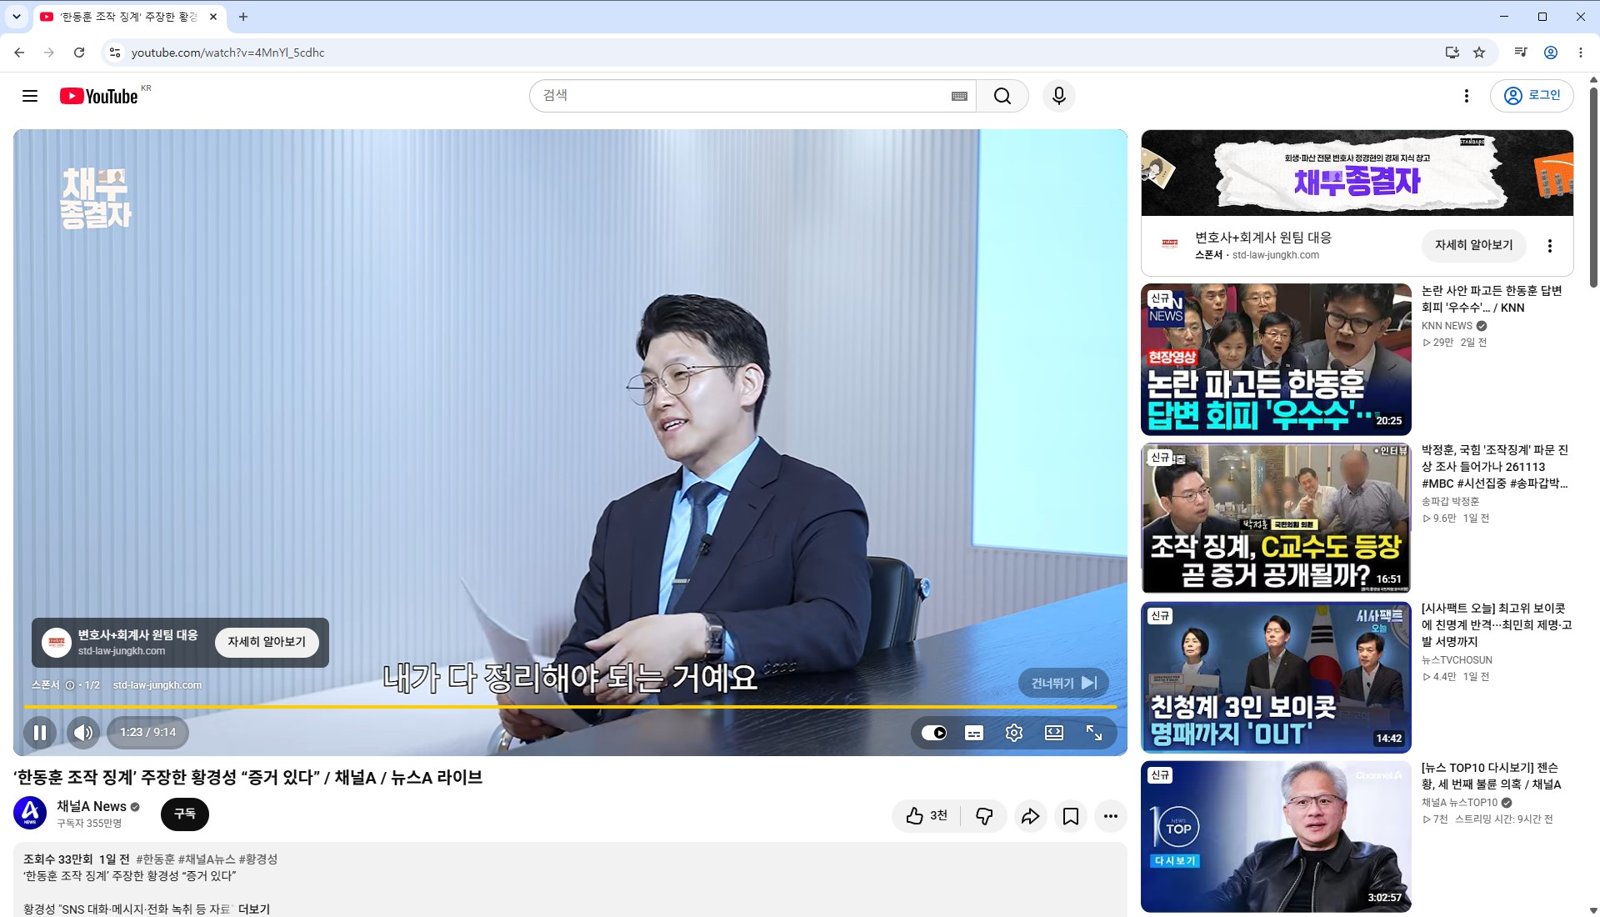 '한동훈 조작 징계' 주장한 황경
youtube.com/watch?v=4MnYl_5cdhc
YouTube KR
검색
로그인
채무
종결자
변호사+회계사 원팀 대응
std-law-jungkh.com
자세히 알아보기
스폰서 · 1/2 std-law-jungkh.com
내가 다 정리해야 되는 거예요
건너뛰기
1:23 / 9:14
'한동훈 조작 징계' 주장한 황경성 “증거 있다” / 채널A / 뉴스A 라이브
채널A News
구독자 355만명
구독
3천
조회수 33만회 1일 전 #한동훈 #채널A뉴스 #황경성
'한동훈 조작 징계' 주장한 황경성 “증거 있다”
황경성 "SNS 대화·메시지·전화 녹취 등 자료 더보기
STANDARD
회생·파산 전문 변호사 정경현의 경제 지식 창고
채무종결자
변호사+회계사 원팀 대응
스폰서 · std-law-jungkh.com
자세히 알아보기
신규
KNN
NEWS
현장영상
논란 파고든 한동훈
답변 회피 '우수수'…
20:25
논란 사안 파고든 한동훈 답변
회피 '우수수'... / KNN
KNN NEWS
29만 2일 전
신규
인터뷰
박정훈 국민의힘 의원
조작 징계, C교수도 등장
곧 증거 공개될까?
16:51
박정훈, 국힘 '조작징계' 파문 진
상 조사 들어가나 261113
#MBC #시선집중 #송파갑박...
송파갑 박정훈
9.6만 1일 전
신규
시사팩트
오늘
친청계 3인 보이콧
명패까지 'OUT'
14:42
[시사팩트 오늘] 최고위 보이콧
에 친명계 반격…최민희 제명·고
발 서명까지
뉴스TVCHOSUN
4.4만 1일 전
신규
Channel A
NEWS
TOP
10
다시보기
3:02:57
[뉴스 TOP10 다시보기] 젠슨
황, 세 번째 불륜 의혹 / 채널A
채널A 뉴스TOP10
7천 스트리밍 시간: 9시간 전